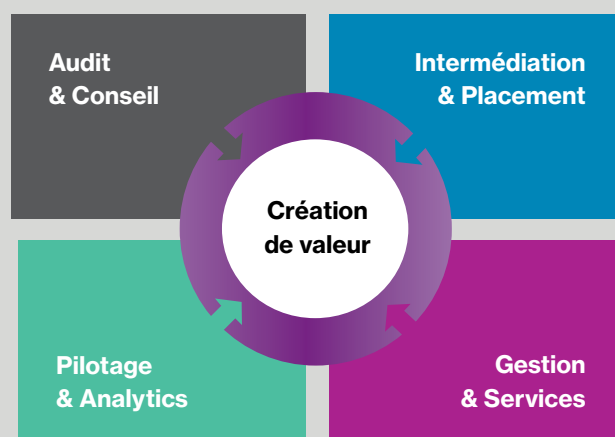 Audit
& Conseil
Intermédiation
& Placement
Création
de valeur
Pilotage
& Analytics
Gestion
& Services